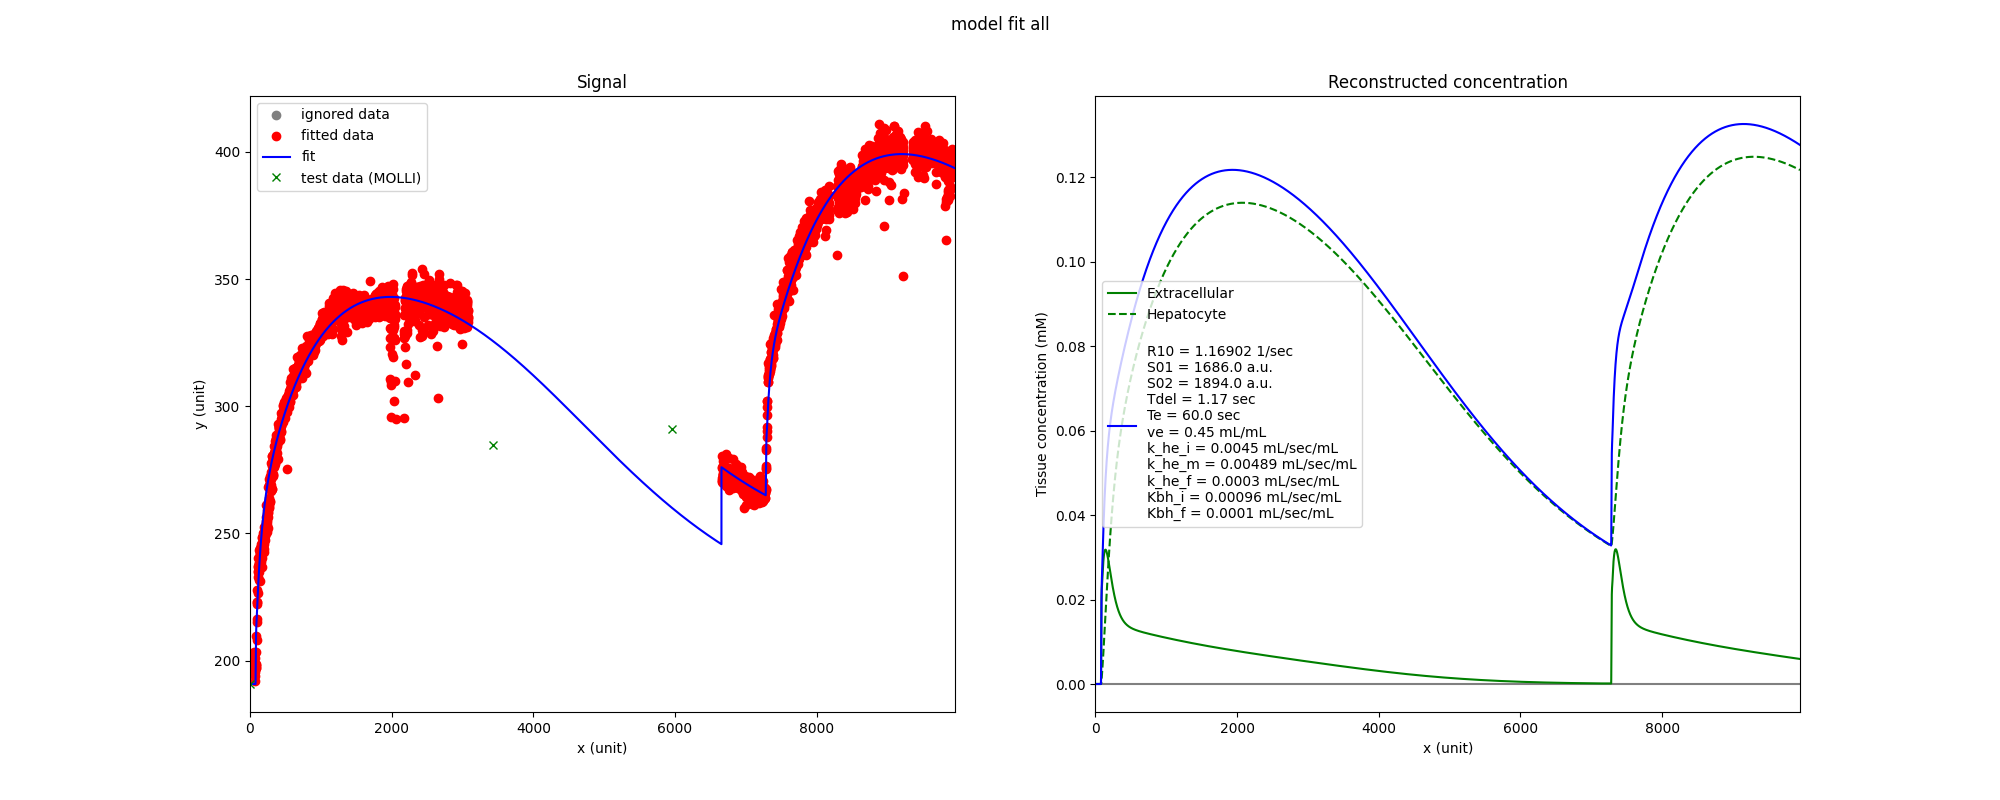 model fit all
Signal
y (unit)
400
350
300
250
200
ignored data
fitted data
fit
test data (MOLLI)
0
2000
4000
6000
8000
x (unit)
Reconstructed concentration
Tissue concentration (mM)
0.12
0.10
0.08
0.06
0.04
0.02
0.00
Extracellular
Hepatocyte
R10 = 1.16902 1/sec
S01 = 1686.0 a.u.
S02 = 1894.0 a.u.
Tdel = 1.17 sec
Te = 60.0 sec
ve = 0.45 mL/mL
k_he_i = 0.0045 mL/sec/mL
k_he_m = 0.00489 mL/sec/mL
k_he_f = 0.0003 mL/sec/mL
Kbh_i = 0.00096 mL/sec/mL
Kbh_f = 0.0001 mL/sec/mL
0
2000
4000
6000
8000
x (unit)